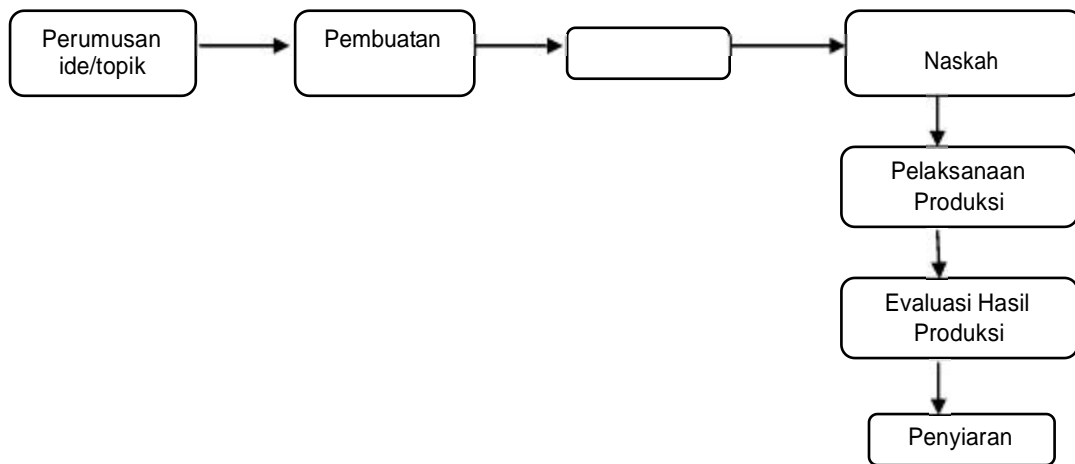 Perumusan
ide/topik
Pembuatan
Naskah
Pelaksanaan
Produksi
Evaluasi Hasil
Produksi
Penyiaran